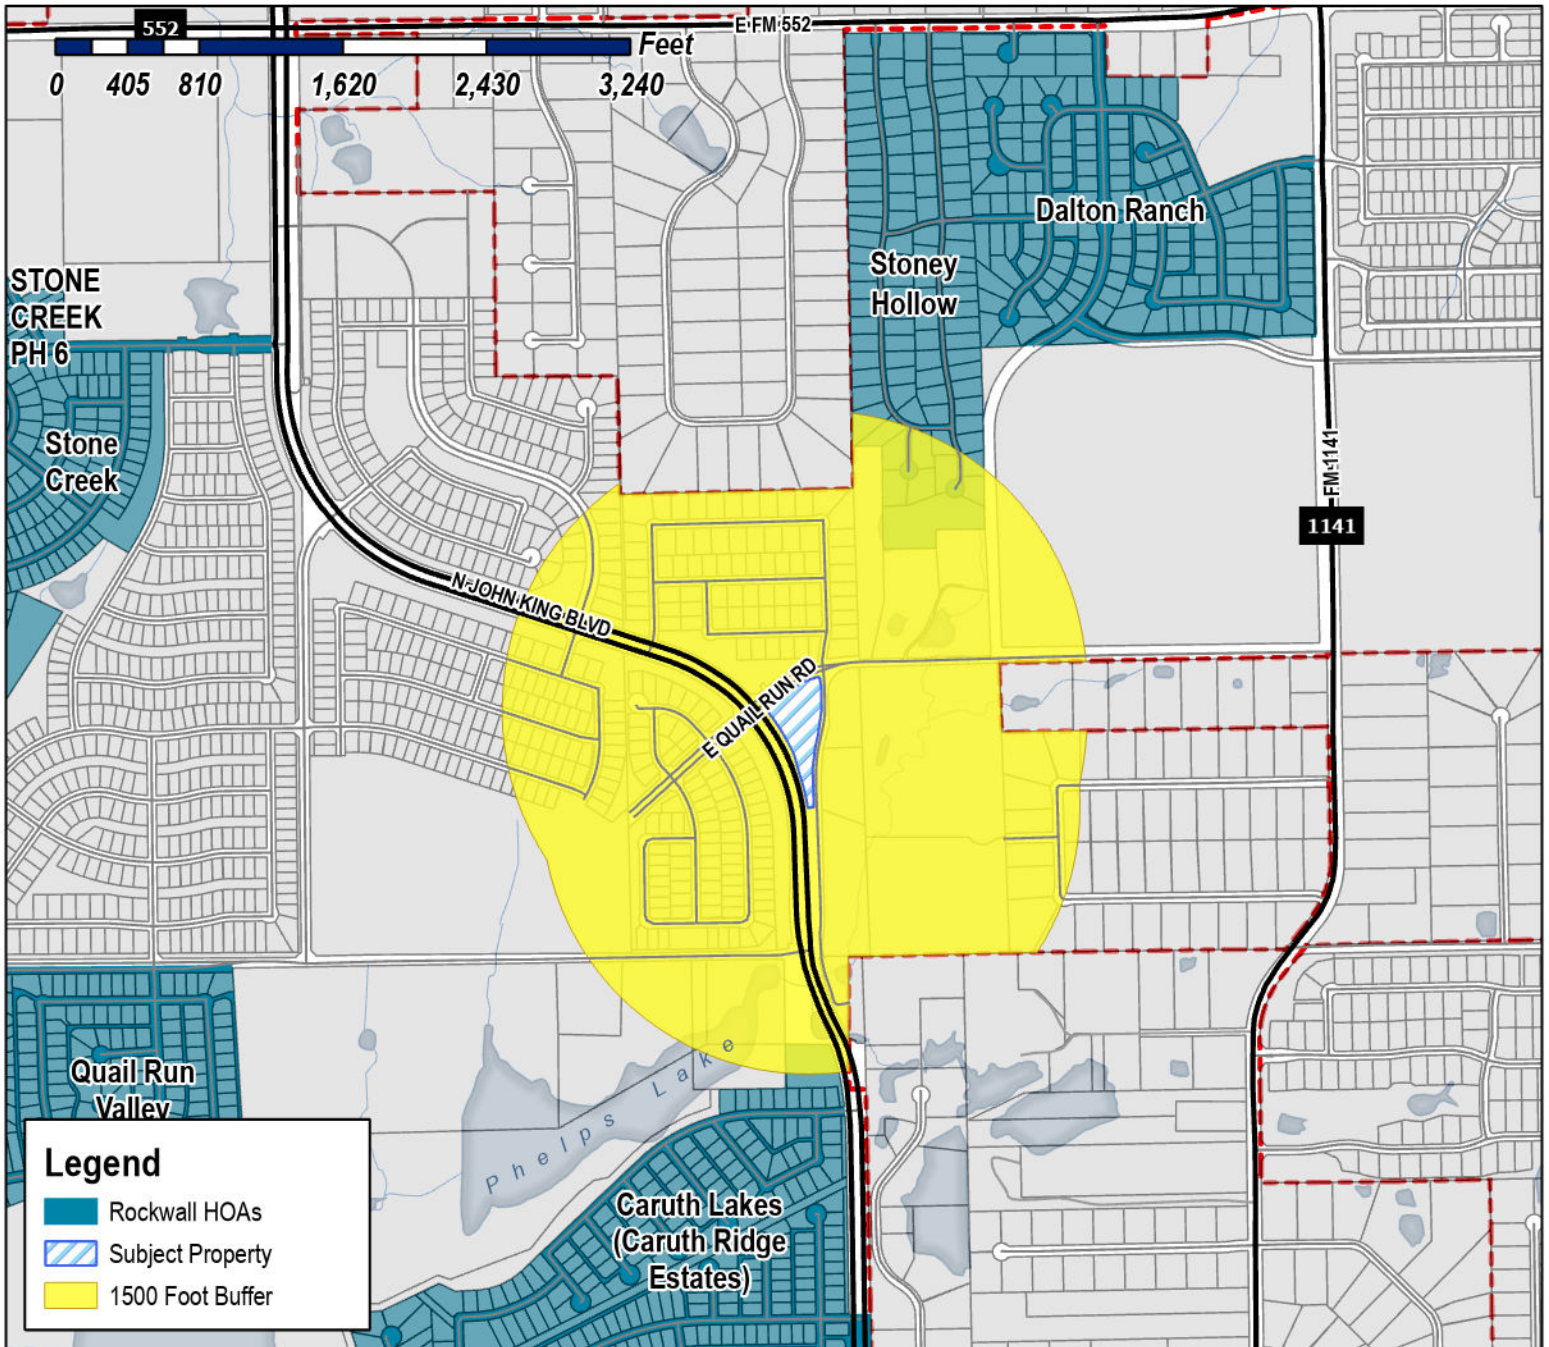 552
E FM 552
Feet
0 405 810 1,620 2,430 3,240
Dalton Ranch
Stoney
Hollow
STONE
CREEK
PH 6
Stone
Creek
FM-1141
1141
N-JOHN-KING-BLVD
E QUAIL RUN RD
Phelps Lake
Quail Run
Valley
Caruth Lakes
(Caruth Ridge
Estates)
Legend
Rockwall HOAs
Subject Property
1500 Foot Buffer